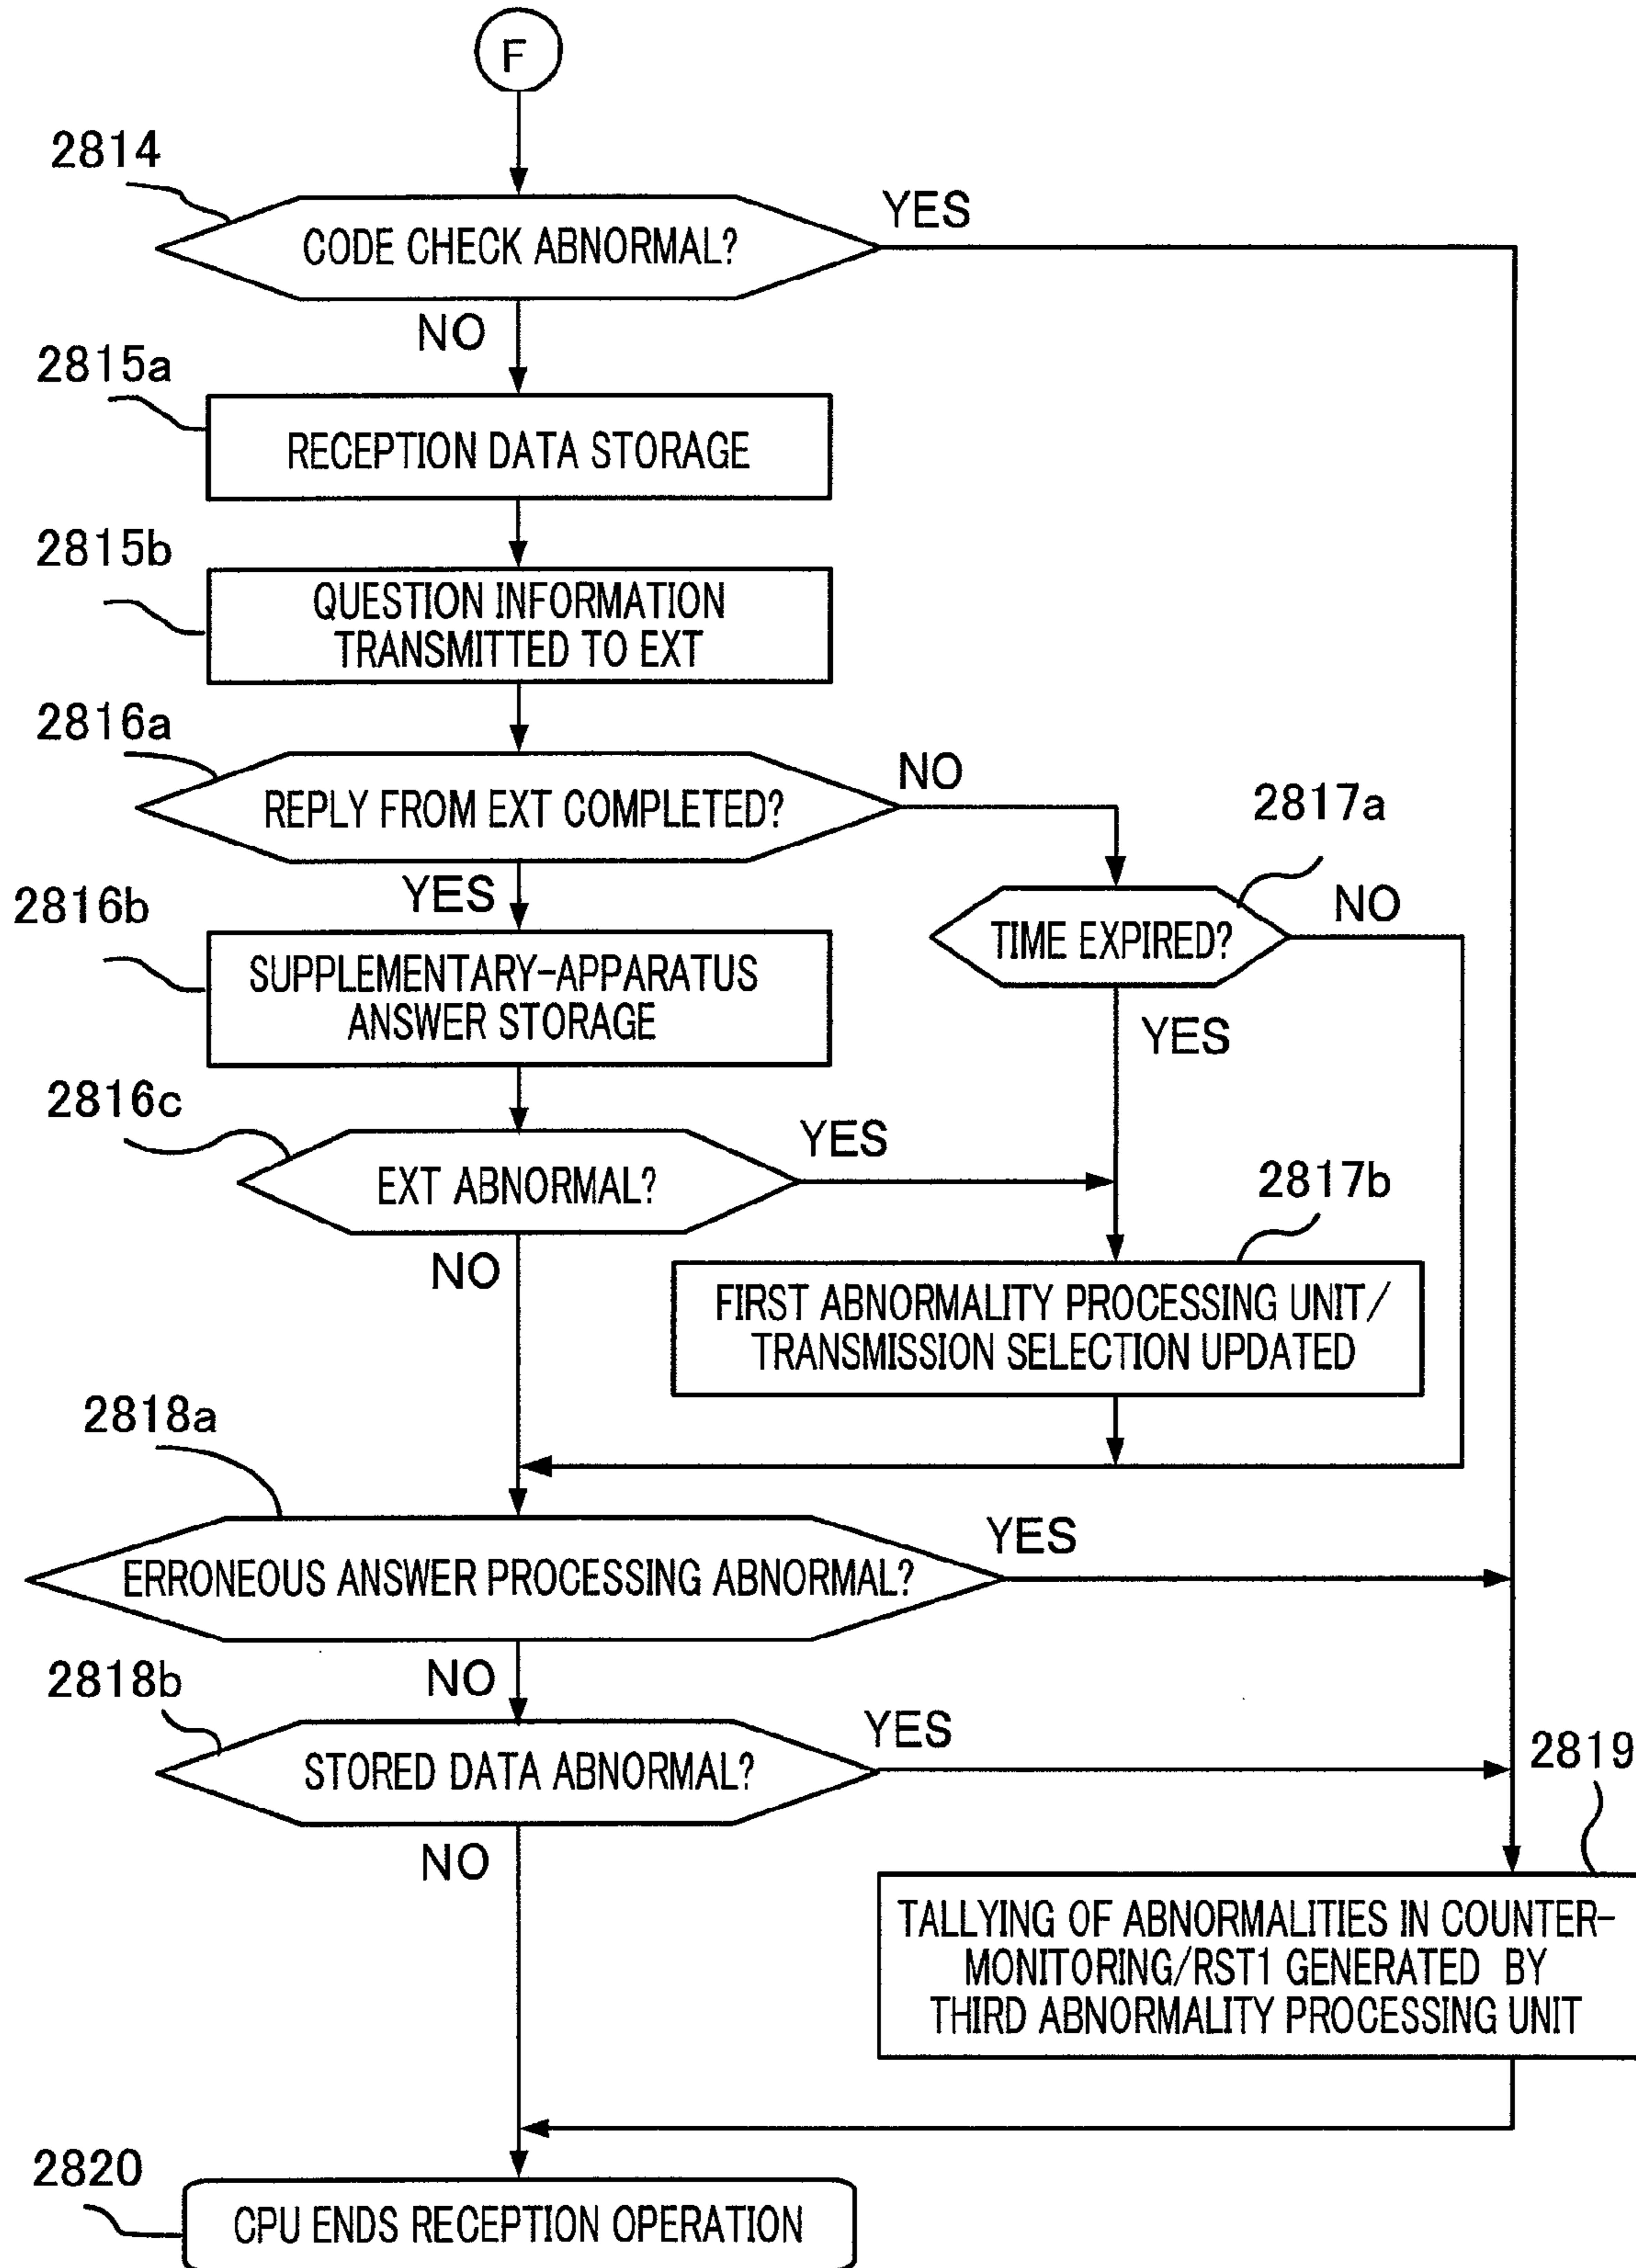 F
2814
YES
CODE CHECK ABNORMAL?
NO
2815a
RECEPTION DATA STORAGE
2815b
QUESTION INFORMATION
TRANSMITTED TO EXT
2816a
NO
REPLY FROM EXT COMPLETED?
2817a
YES
NO
2816b
TIME EXPIRED?
SUPPLEMENTARY-APPARATUS
ANSWER STORAGE
YES
2816c
YES
EXT ABNORMAL?
2817b
NO
FIRST ABNORMALITY PROCESSING UNIT/
TRANSMISSION SELECTION UPDATED
2818a
YES
ERRONEOUS ANSWER PROCESSING ABNORMAL?
NO
2818b
YES
STORED DATA ABNORMAL?
2819
NO
TALLYING OF ABNORMALITIES IN COUNTER-
MONITORING/RST1 GENERATED BY
THIRD ABNORMALITY PROCESSING UNIT
2820
CPU ENDS RECEPTION OPERATION